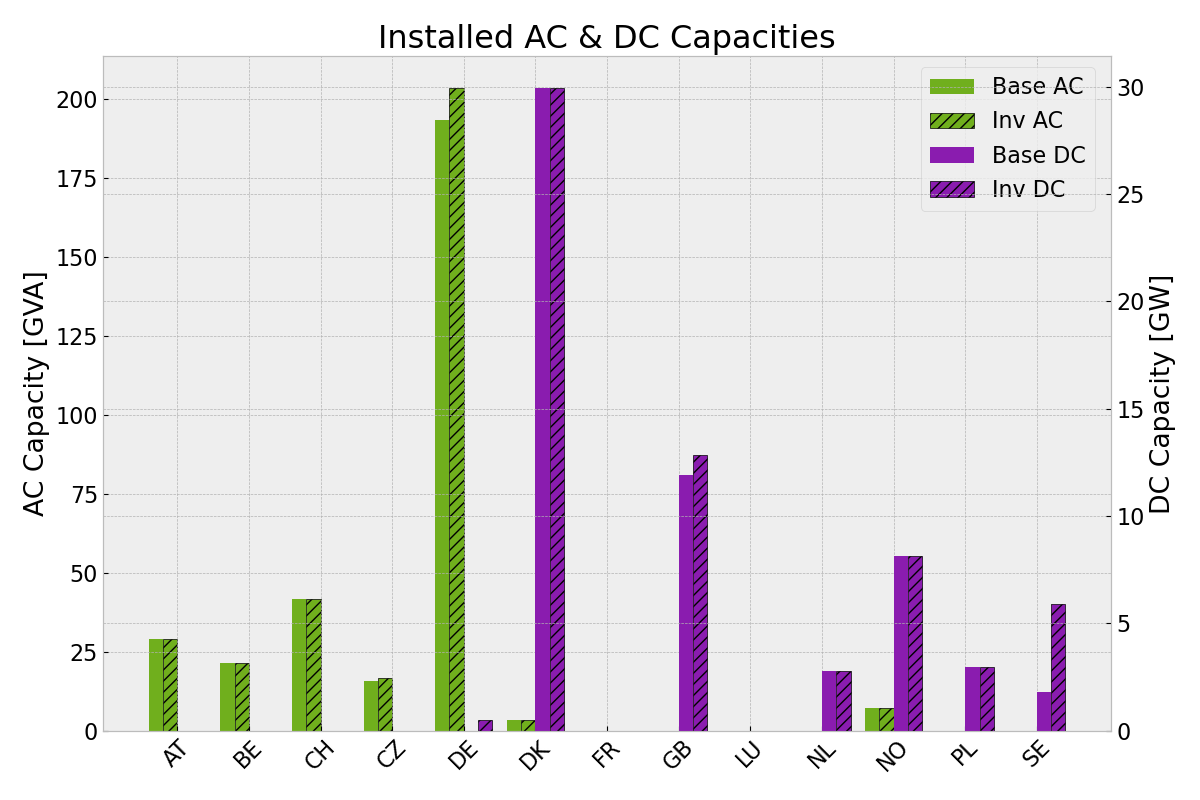 Installed AC & DC Capacities
AC Capacity [GVA]
200
175
150
125
100
75
50
25
0
Base AC
Inv AC
Base DC
Inv DC
30
25
20
15
10
5
0
DC Capacity [GW]
AT BE CH CZ DE DK FR GB LU NL NO PL SE